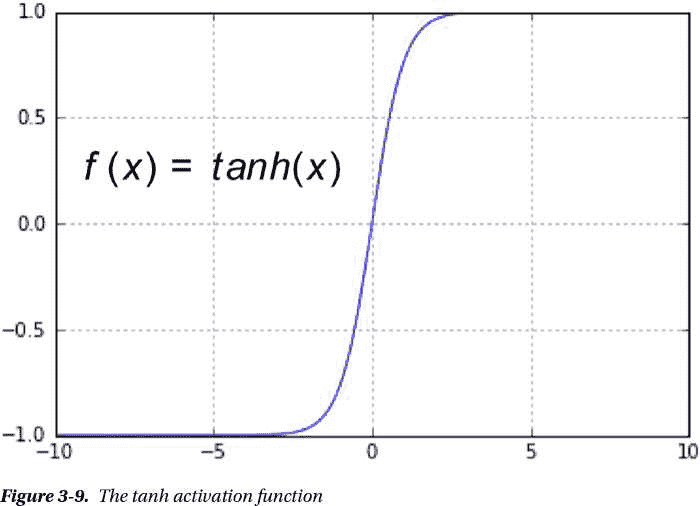 1.0
0.5
f (x) = tanh(x)
0.0
−0.5
−1.0
−10 −5 0 5 10
Figure 3-9. The tanh activation function